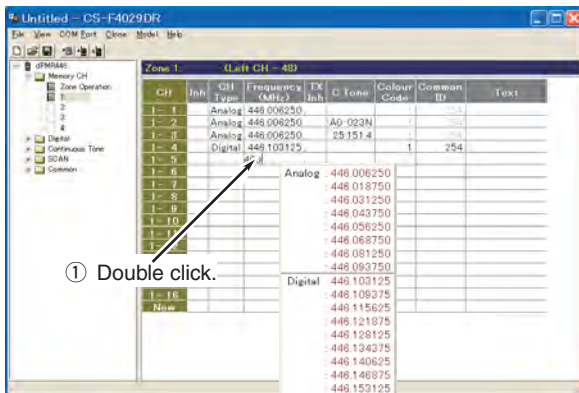 Untitled - CS-F4029DR
File View COM Port Clone Model Help
dPMR446
Memory CH
Zone Operation
1
2
3
4
Digital
Continuous Tone
SCAN
Common
Zone 1: (Left CH - 48)
CH Inh CH Type Frequency (MHz) TX Inh C.Tone Colour Code Common ID Text
1- 1 Analog 446.006250
1- 2 Analog 446.006250 A0 023N
1- 3 Analog 446.006250 25 151.4
1- 4 Digital 446.103125 1 254
1- 5
1- 6
1- 7
1- 8
1- 9
1-10
1-16
New
① Double click.
Analog : 446.006250
: 446.018750
: 446.031250
: 446.043750
: 446.056250
: 446.068750
: 446.081250
: 446.093750
Digital : 446.103125
: 446.109375
: 446.115625
: 446.121875
: 446.128125
: 446.134375
: 446.140625
: 446.146875
: 446.153125